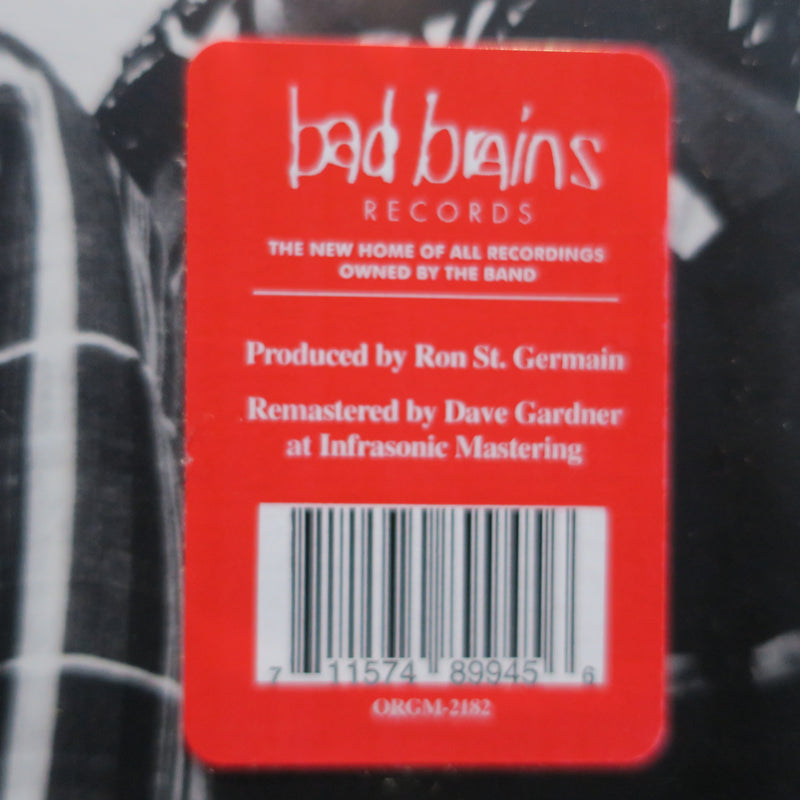 bad brains
RECORDS
THE NEW HOME OF ALL RECORDINGS
OWNED BY THE BAND
Produced by Ron St. Germain
Remastered by Dave Gardner
at Infrasonic Mastering
7 11574 89945 6
ORGM-2182